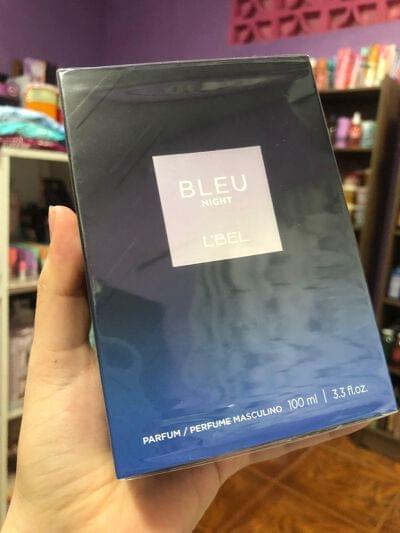 BLEU
NIGHT
L'BEL
PARFUM / PERFUME MASCULINO 100 ml | 3.3 fl.oz.